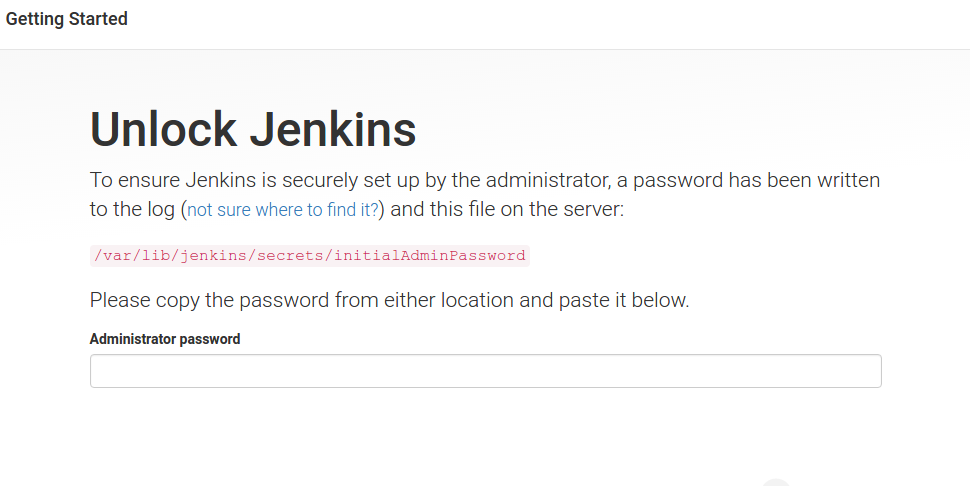 Getting Started
Unlock Jenkins
To ensure Jenkins is securely set up by the administrator, a password has been written
to the log (not sure where to find it?) and this file on the server:
/var/lib/jenkins/secrets/initialAdminPassword
Please copy the password from either location and paste it below.
Administrator password